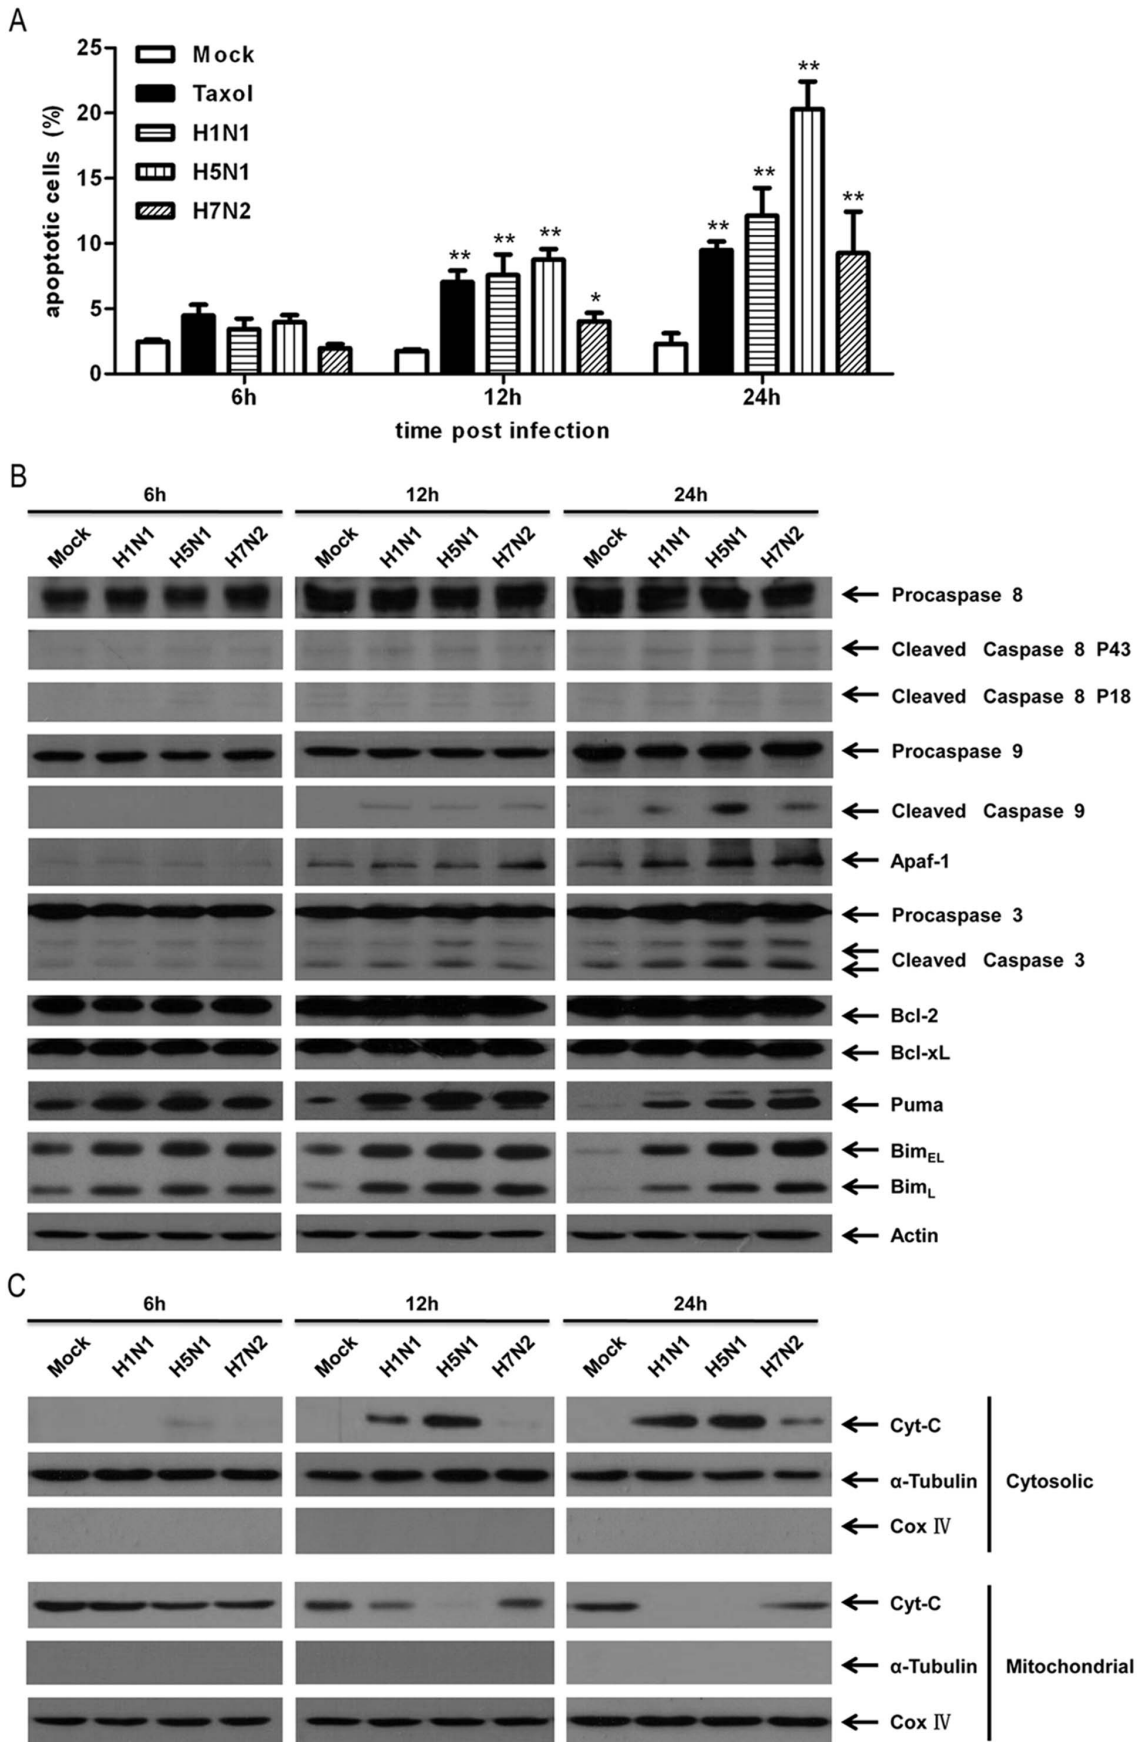 A
25
20
15
10
5
0
apoptotic cells (%)
Mock
Taxol
H1N1
H5N1
H7N2
** ** ** *
** ** ** **
6h 12h 24h
time post infection
B
6h 12h 24h
Mock H1N1 H5N1 H7N2 Mock H1N1 H5N1 H7N2 Mock H1N1 H5N1 H7N2
Procaspase 8
Cleaved Caspase 8 P43
Cleaved Caspase 8 P18
Procaspase 9
Cleaved Caspase 9
Apaf-1
Procaspase 3
Cleaved Caspase 3
Bcl-2
Bcl-xL
Puma
BimEL
BimL
Actin
C
6h 12h 24h
Mock H1N1 H5N1 H7N2 Mock H1N1 H5N1 H7N2 Mock H1N1 H5N1 H7N2
Cyt-C
α-Tubulin
Cytosolic
Cox Ⅳ
Cyt-C
α-Tubulin
Mitochondrial
Cox Ⅳ